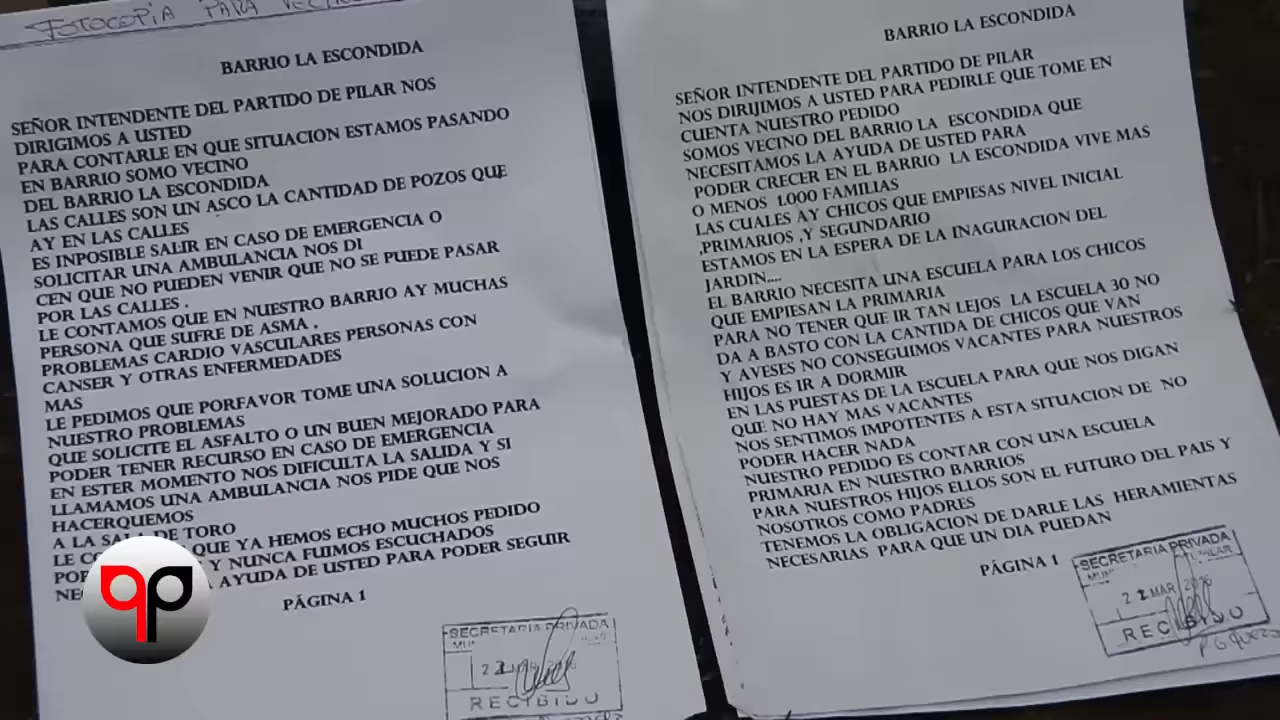 FOTOCOPIA PARA
BARRIO LA ESCONDIDA
SEÑOR INTENDENTE DEL PARTIDO DE PILAR NOS
DIRIGIMOS A USTED
PARA CONTARLE EN QUE SITUACION ESTAMOS PASANDO
EN BARRIO SOMO VECINO
DEL BARRIO LA ESCONDIDA
LAS CALLES SON UN ASCO LA CANTIDAD DE POZOS QUE
AY EN LAS CALLES
ES INPOSIBLE SALIR EN CASO DE EMERGENCIA O
SOLICITAR UNA AMBULANCIA NOS DI
CEN QUE NO PUEDEN VENIR QUE NO SE PUEDE PASAR
POR LAS CALLES .
LE CONTAMOS QUE EN NUESTRO BARRIO AY MUCHAS
PERSONA QUE SUFRE DE ASMA .
PROBLEMAS CARDIO VASCULARES PERSONAS CON
CANSER Y OTRAS ENFERMEDADES
MAS
LE PEDIMOS QUE PORFAVOR TOME UNA SOLUCION A
NUESTRO PROBLEMAS
QUE SOLICITE EL ASFALTO O UN BUEN MEJORADO PARA
PODER TENER RECURSO EN CASO DE EMERGENCIA
EN ESTER MOMENTO NOS DIFICULTA LA SALIDA Y SI
LLAMAMOS UNA AMBULANCIA NOS PIDE QUE NOS
HACERQUEMOS
A LA SALA DE TORO
LE QUE YA HEMOS ECHO MUCHOS PEDIDO
Y NUNCA FUIMOS ESCUCHADOS
AYUDA DE USTED PARA PODER SEGUIR
PÁGINA 1
SECRETARIA PRIVADA
22 MAR
RECIBIDO
qp
BARRIO LA ESCONDIDA
SEÑOR INTENDENTE DEL PARTIDO DE PILAR
NOS DIRIJIMOS A USTED PARA PEDIRLE QUE TOME EN
CUENTA NUESTRO PEDIDO
SOMOS VECINO DEL BARRIO LA ESCONDIDA QUE
NECESITAMOS LA AYUDA DE USTED PARA
PODER CRECER EN EL BARRIO LA ESCONDIDA VIVE MAS
O MENOS 1.000 FAMILIAS
LAS CUALES AY CHICOS QUE EMPIESAS NIVEL INICIAL
,PRIMARIOS ,Y SEGUNDARIO
ESTAMOS EN LA ESPERA DE LA INAGURACION DEL
JARDIN....
EL BARRIO NECESITA UNA ESCUELA PARA LOS CHICOS
QUE EMPIESAN LA PRIMARIA
PARA NO TENER QUE IR TAN LEJOS LA ESCUELA 30 NO
DA A BASTO CON LA CANTIDA DE CHICOS QUE VAN
Y AVESES NO CONSEGUIMOS VACANTES PARA NUESTROS
HIJOS ES IR A DORMIR
EN LAS PUESTAS DE LA ESCUELA PARA QUE NOS DIGAN
QUE NO HAY MAS VACANTES
NOS SENTIMOS IMPOTENTES A ESTA SITUACION DE NO
PODER HACER NADA
NUESTRO PEDIDO ES CONTAR CON UNA ESCUELA
PRIMARIA EN NUESTRO BARRIOS
PARA NUESTROS HIJOS ELLOS SON EL FUTURO DEL PAIS Y
NOSOTROS COMO PADRES
TENEMOS LA OBLIGACION DE DARLE LAS HERAMIENTAS
NECESARIAS PARA QUE UN DIA PUEDAN
PÁGINA 1
SECRETARIA PRIVADA
22 MAR 2016
RECIBIDO